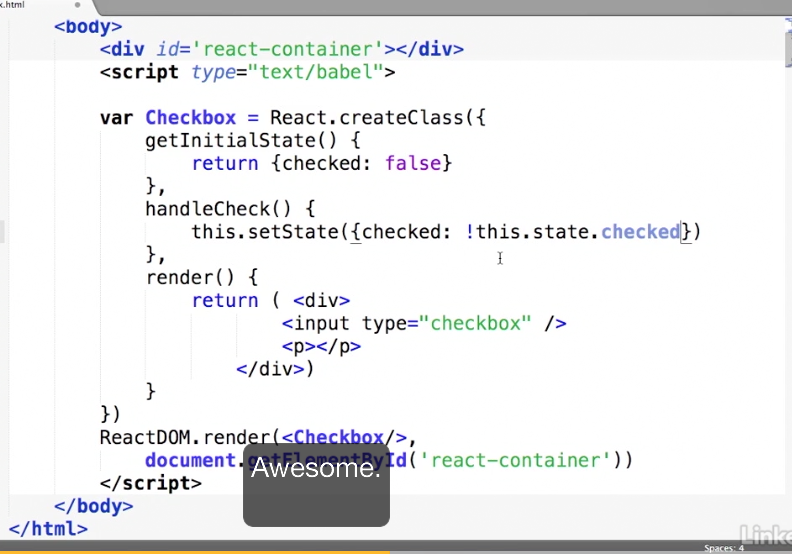 x.html
<body>
<div id='react-container'></div>
<script type="text/babel">
var Checkbox = React.createClass({
getInitialState() {
return {checked: false}
},
handleCheck() {
this.setState({checked: !this.state.checked})
},
render() {
return ( <div>
<input type="checkbox" />
<p></p>
</div>)
}
})
ReactDOM.render(<Checkbox/>,
document.getElementById('react-container'))
Awesome.
</script>
</body>
</html>
Linke
Spaces: 4